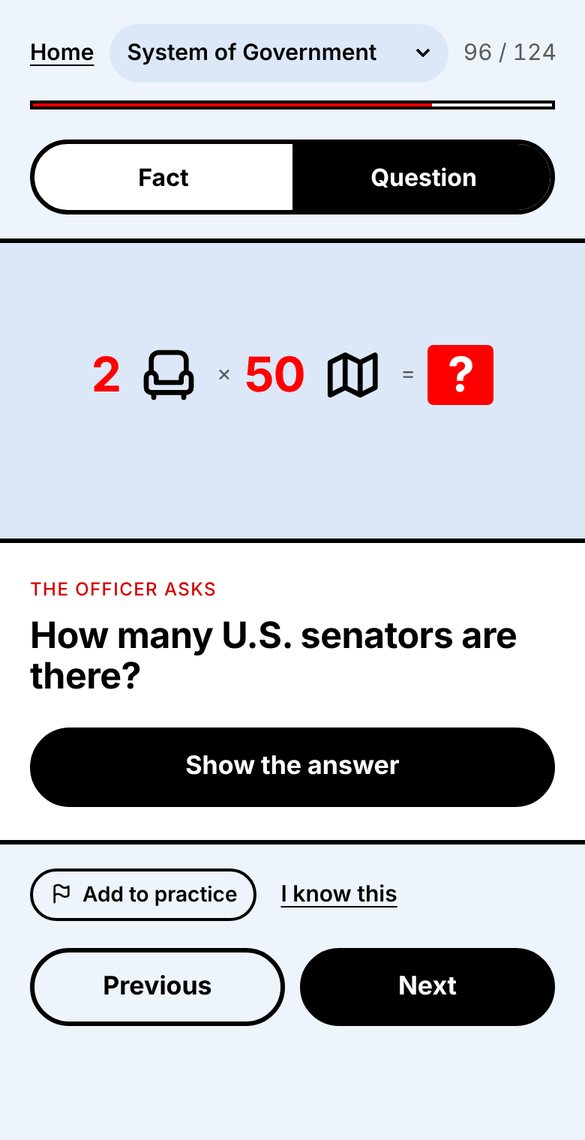 Home System of Government 96 / 124
Fact Question
2 × 50 = ?
THE OFFICER ASKS
How many U.S. senators are
there?
Show the answer
Add to practice I know this
Previous Next